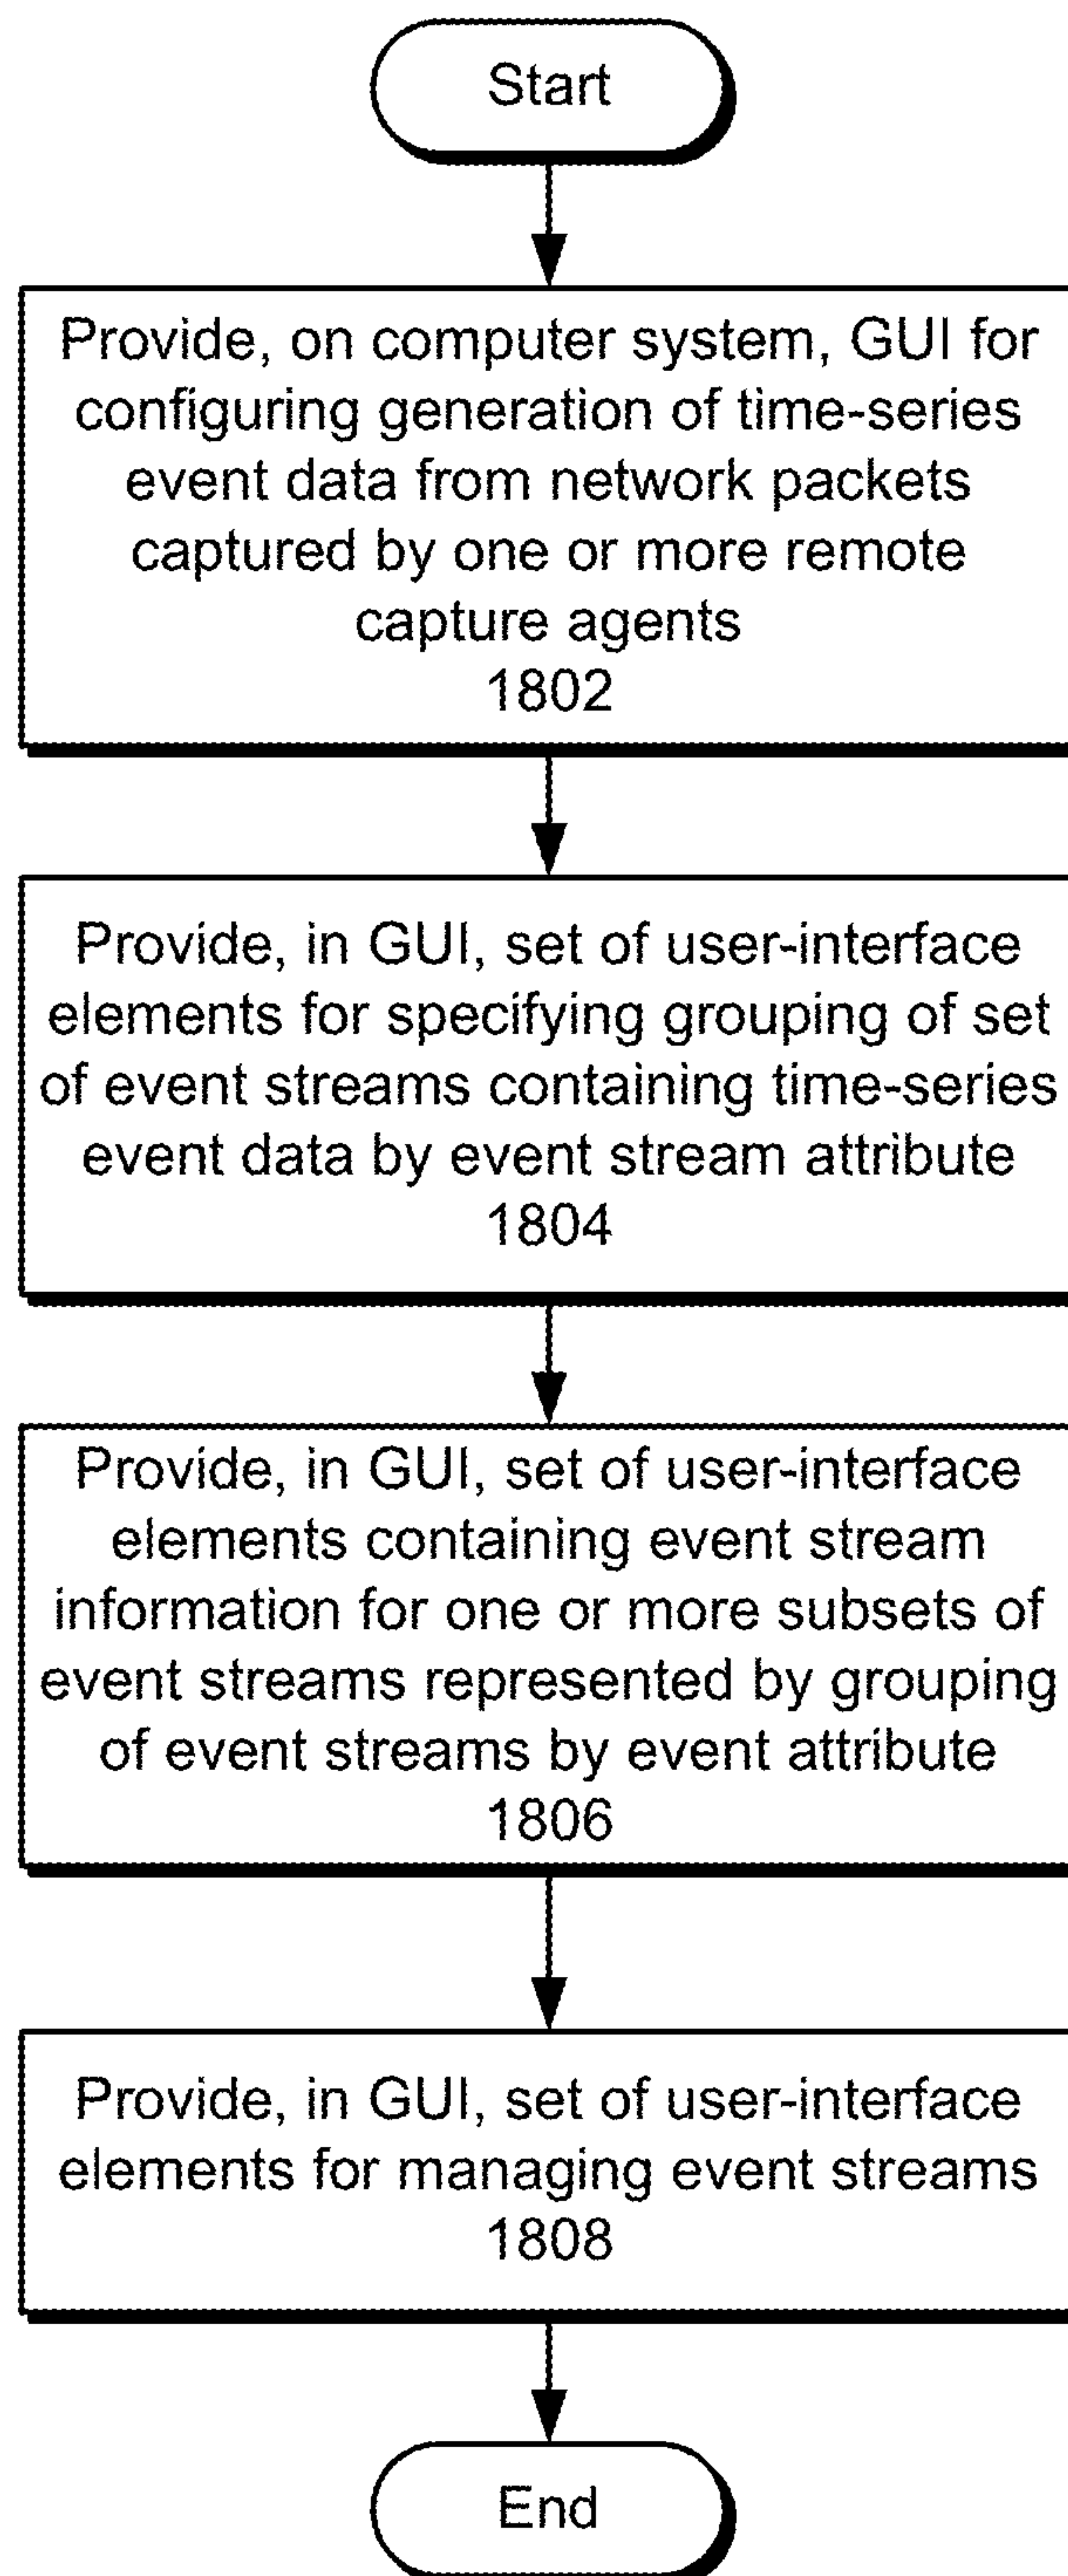 Start
Provide, on computer system, GUI for
configuring generation of time-series
event data from network packets
captured by one or more remote
capture agents
1802
Provide, in GUI, set of user-interface
elements for specifying grouping of set
of event streams containing time-series
event data by event stream attribute
1804
Provide, in GUI, set of user-interface
elements containing event stream
information for one or more subsets of
event streams represented by grouping
of event streams by event attribute
1806
Provide, in GUI, set of user-interface
elements for managing event streams
1808
End